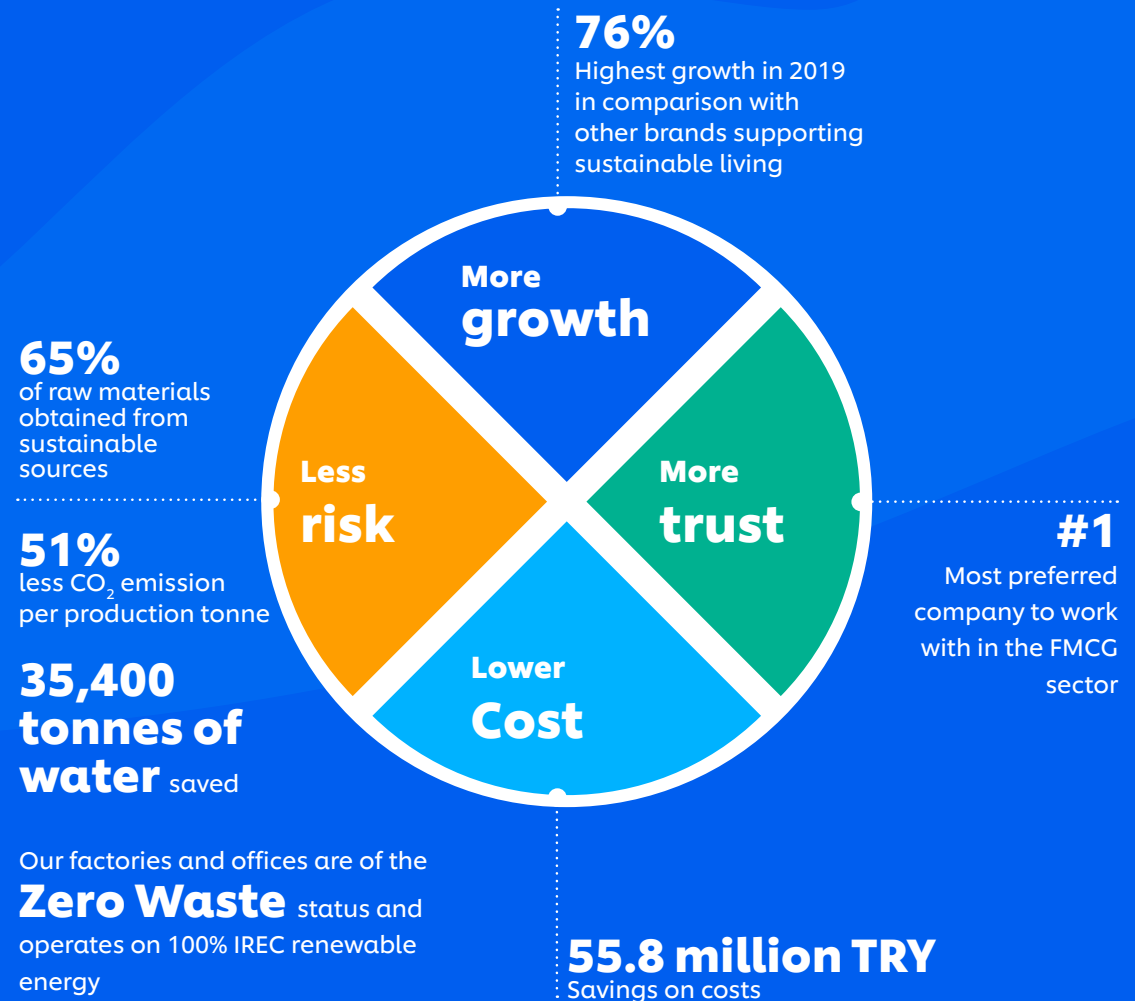 76%
Highest growth in 2019
in comparison with
other brands supporting
sustainable living
More
growth
65%
of raw materials
obtained from
sustainable
sources
Less
risk
More
trust
51%
less CO₂ emission
per production tonne
#1
Most preferred
company to work
with in the FMCG
sector
35,400
tonnes of
water saved
Lower
Cost
Our factories and offices are of the
Zero Waste status and
operates on 100% IREC renewable
energy
55.8 million TRY
Savings on costs